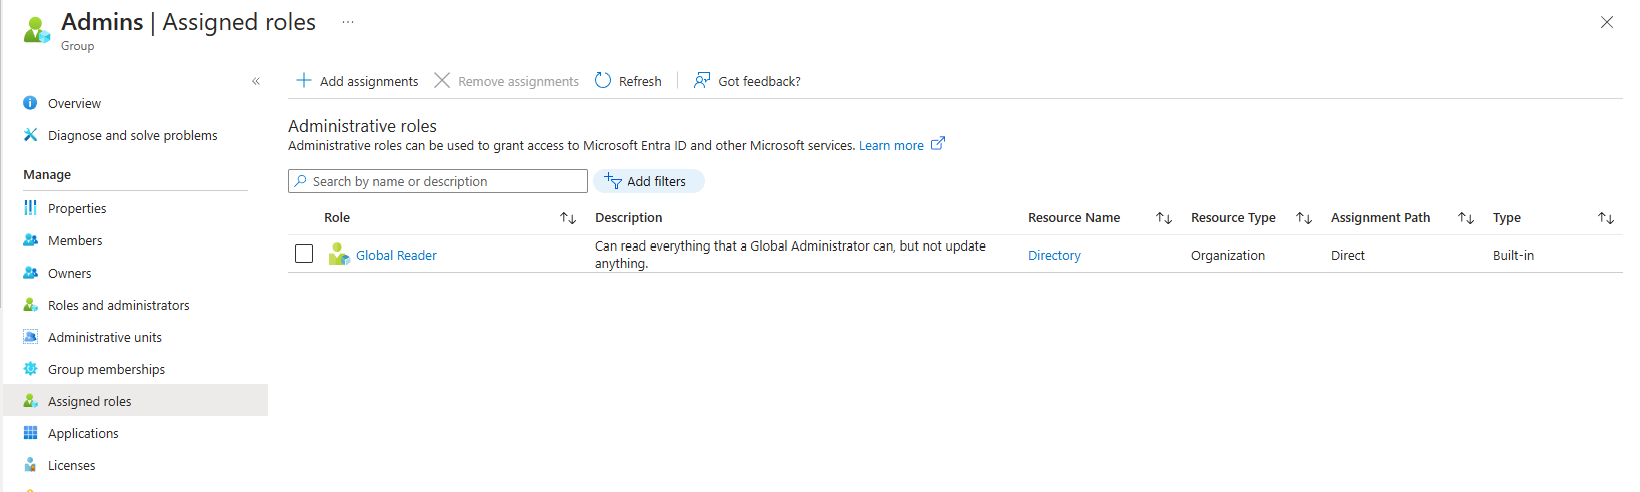 Admins | Assigned roles ...
Group
«
Add assignments Remove assignments Refresh Got feedback?
Overview
Diagnose and solve problems
Manage
Properties
Members
Owners
Roles and administrators
Administrative units
Group memberships
Assigned roles
Applications
Licenses
Administrative roles
Administrative roles can be used to grant access to Microsoft Entra ID and other Microsoft services. Learn more
Search by name or description Add filters
Role Description Resource Name Resource Type Assignment Path Type
Global Reader Can read everything that a Global Administrator can, but not update Directory Organization Direct Built-in
anything.